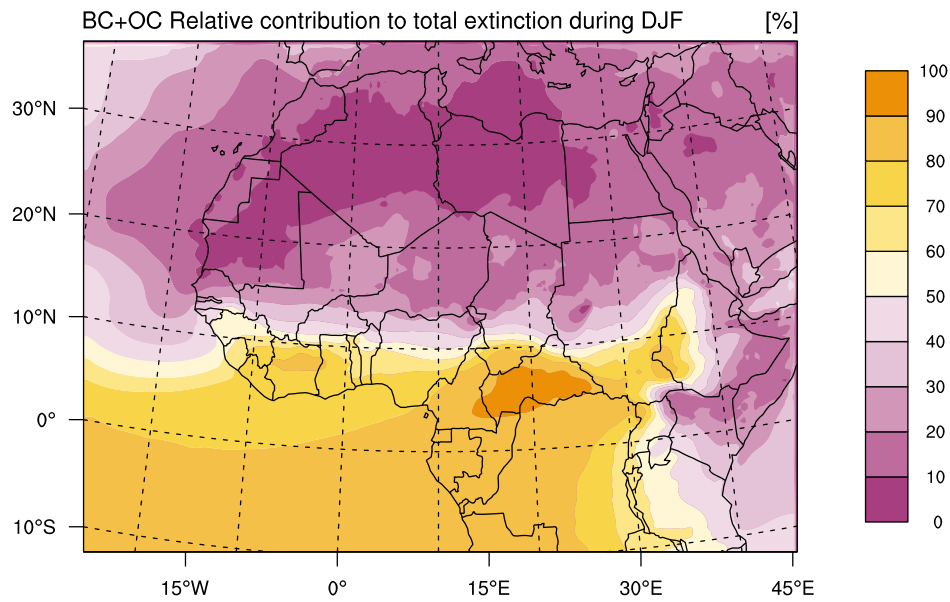 BC+OC Relative contribution to total extinction during DJF [%]
100
90
80
70
60
50
40
30
20
10
0
30°N
20°N
10°N
0°
10°S
15°W 0° 15°E 30°E 45°E